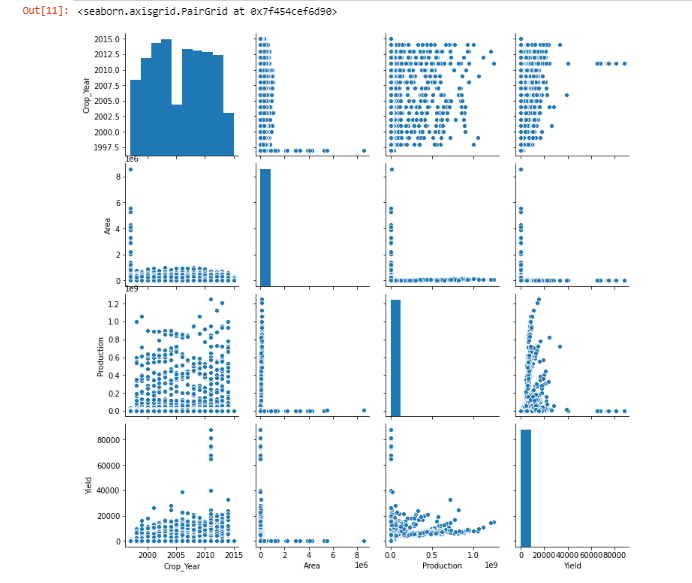 Out[11]: <seaborn.axisgrid.PairGrid at 0x7f454cef6d90>
2015.0
2012.5
2010.0
2007.5
2005.0
2002.5
2000.0
1997.5
Crop_Year
1e6
8
6
4
2
0
Area
1e9
1.2
1.0
0.8
0.6
0.4
0.2
0.0
Production
80000
60000
40000
20000
0
Yield
2000 2005 2010 2015
Crop_Year
0 2 4 6 8
1e6
Area
0.0 0.5 1.0
1e9
Production
0 20000 40000 60000 80000
Yield